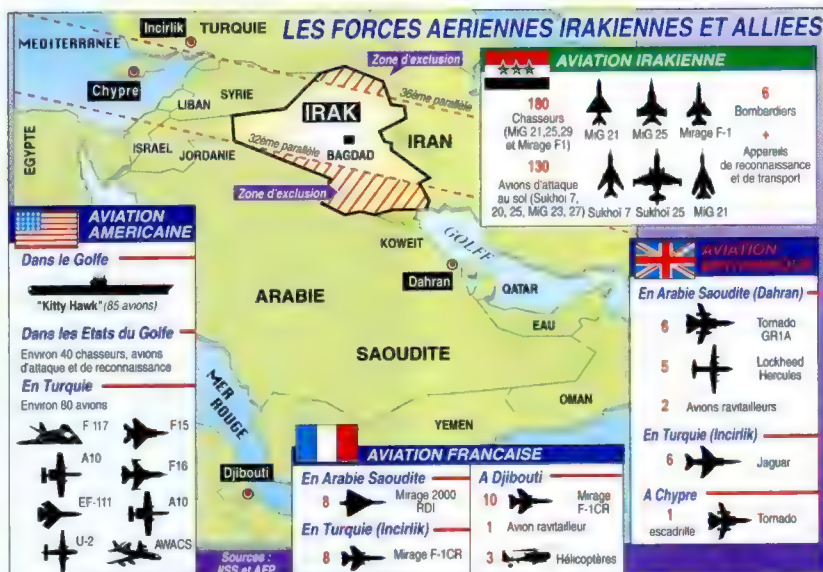 LES FORCES AERIENNES IRAKIENNES ET ALLIEES
TURQUIE
Incirlik
MEDITERRANÉE
Chypre
Zone d'exclusion
36ème parallèle
SYRIE
LIBAN
IRAK
IRAN
EGYPTE
ISRAEL
JORDANIE
32ème parallèle
BAGDAD
Zone d'exclusion
KOWEIT
GOLFE
Dahran
QATAR
ARABIE
EAU
SAOUDITE
OMAN
MER ROUGE
YEMEN
Djibouti
AVIATION IRAKIENNE
180
Chasseurs
(MiG 21,25,29
et Mirage F1)
MiG 21
MiG 25
Mirage F-1
130
Avions d'attaque
au sol (Sukhoï 7,
20, 25, MiG 23, 27)
Sukhoï 7
Sukhoï 25
MiG 21
6
Bombardiers
+
Appareils
de reconnaissance
et de transport
AVIATION
AMERICAINE
Dans le Golfe
"Kitty Hawk" (85 avions)
Dans les Etats du Golfe
Environ 40 chasseurs, avions
d'attaque et de reconnaissance
En Turquie
Environ 80 avions
F 117
F15
A10
F16
EF-111
A10
U-2
AWACS
Sources :
IISS et AFP
AVIATION FRANCAISE
En Arabie Saoudite
8
Mirage 2000
RDI
En Turquie (Incirlik)
8
Mirage F-1CR
A Djibouti
10
Mirage
F-1CR
1
Avion ravitailleur
3
Hélicoptères
AVIATION
BRITANNIQUE
En Arabie Saoudite (Dahran)
6
Tornado
GR1A
5
Lockheed
Hercules
2
Avions ravitailleurs
En Turquie (Incirlik)
6
Jaguar
A Chypre
1
escadrille
Tornado